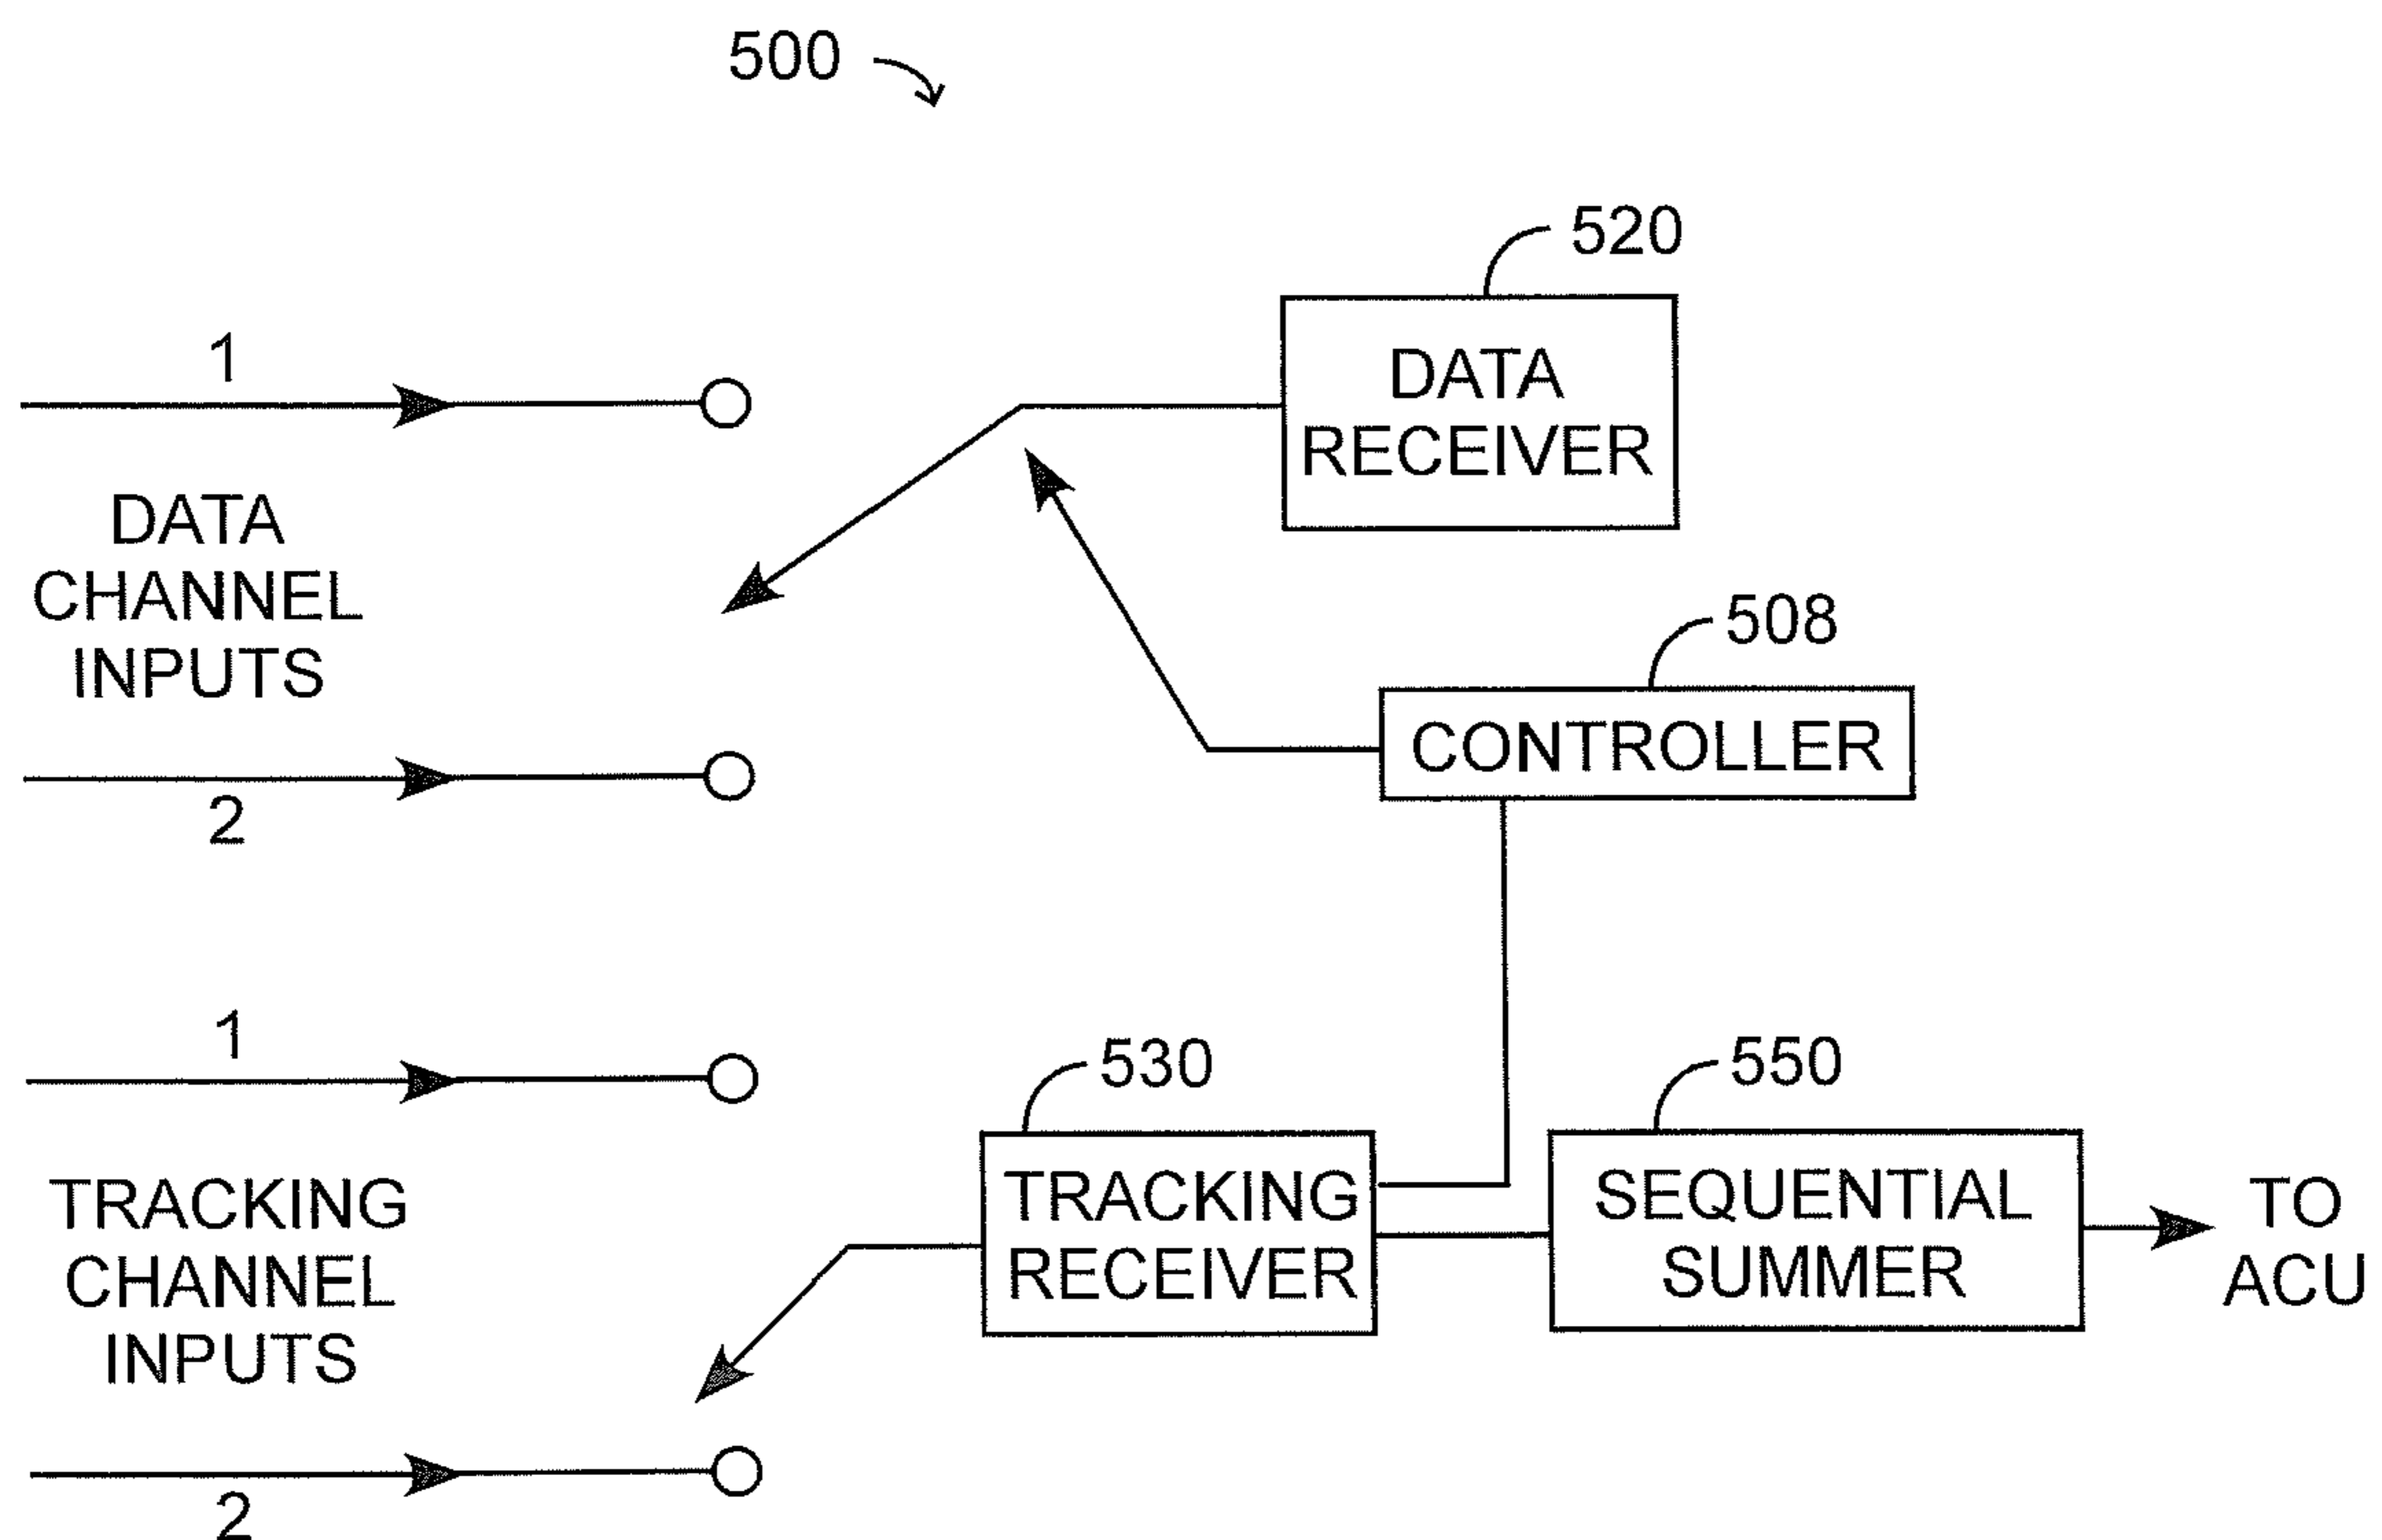 500
520
1
DATA
RECEIVER
DATA
CHANNEL
INPUTS
508
CONTROLLER
2
1
530
550
TRACKING
CHANNEL
INPUTS
TRACKING
RECEIVER
SEQUENTIAL
SUMMER
TO
ACU
2